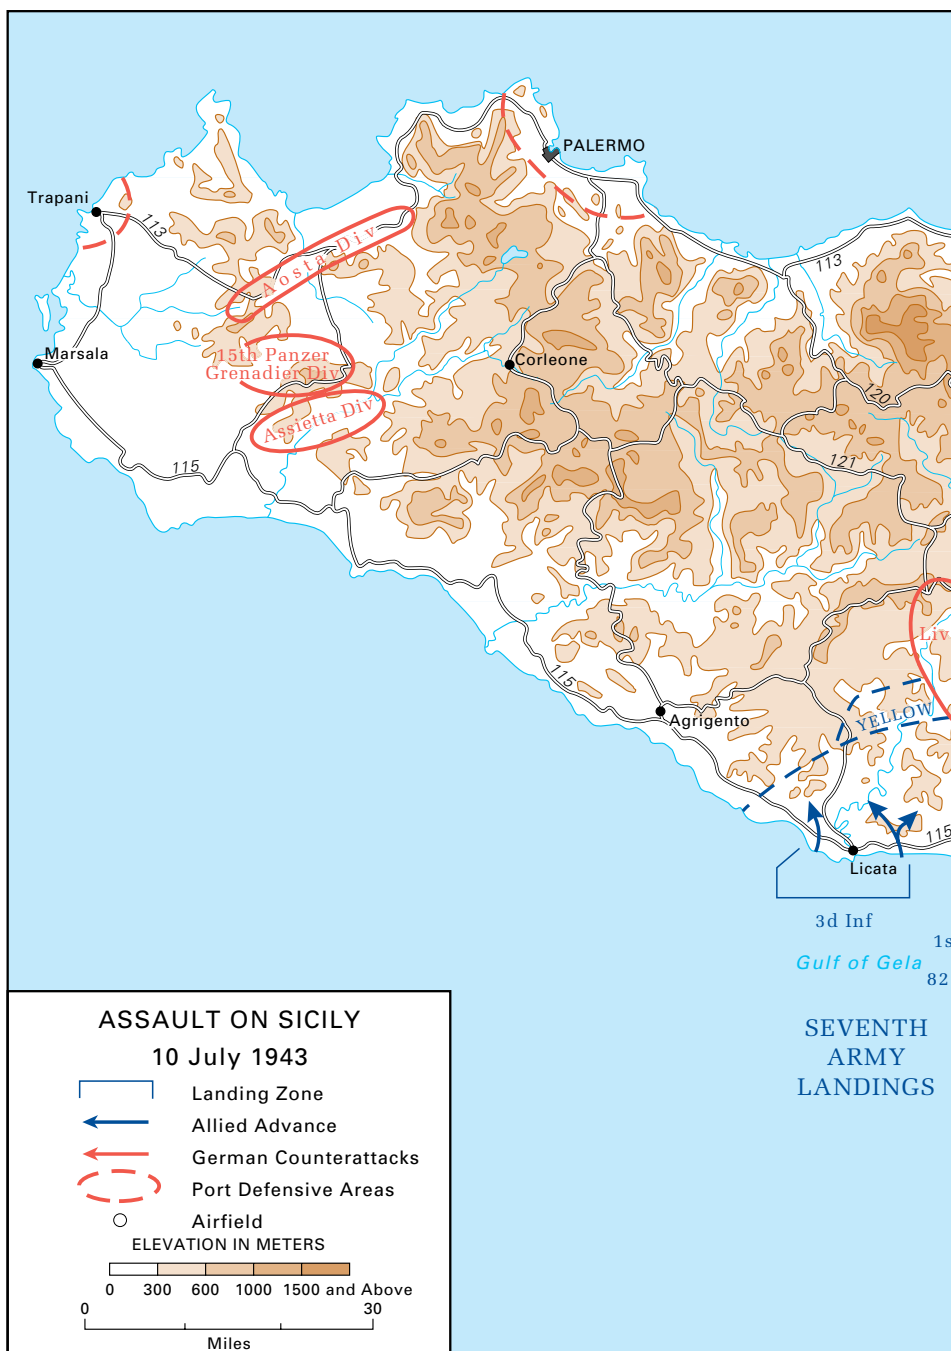 PALERMO
Trapani
113
Aosta Div
113
Marsala
15th Panzer
Grenadier Div
Corleone
120
Assietta Div
115
121
Liv
115
YELLOW
Agrigento
115
Licata
3d Inf
1s
Gulf of Gela
82
SEVENTH
ARMY
LANDINGS
ASSAULT ON SICILY
10 July 1943
Landing Zone
Allied Advance
German Counterattacks
Port Defensive Areas
Airfield
ELEVATION IN METERS
0 300 600 1000 1500 and Above
0 30
Miles